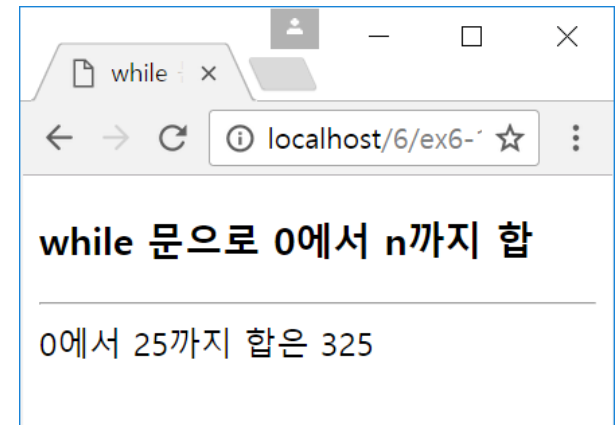 while
localhost/6/ex6-
while 문으로 0에서 n까지 합
0에서 25까지 합은 325